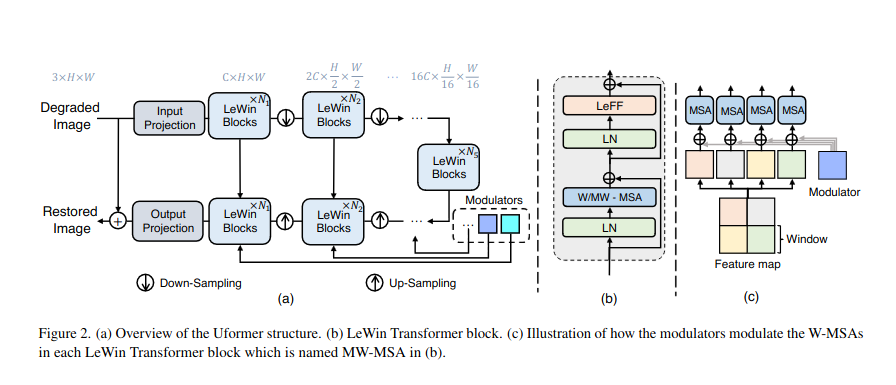 3×H×W
C×H×W
2C×H/2×W/2
...
16C×H/16×W/16
Degraded Image
Input Projection
LeWin Blocks ×N₁
LeWin Blocks ×N₂
...
LeWin Blocks ×N₅
Modulators
...
Restored Image
Output Projection
LeWin Blocks ×N₁
LeWin Blocks ×N₂
...
Down-Sampling
Up-Sampling
(a)
LeFF
LN
W/MW - MSA
LN
(b)
MSA
MSA
MSA
MSA
Modulator
Window
Feature map
(c)
Figure 2. (a) Overview of the Uformer structure. (b) LeWin Transformer block. (c) Illustration of how the modulators modulate the W-MSAs
in each LeWin Transformer block which is named MW-MSA in (b).